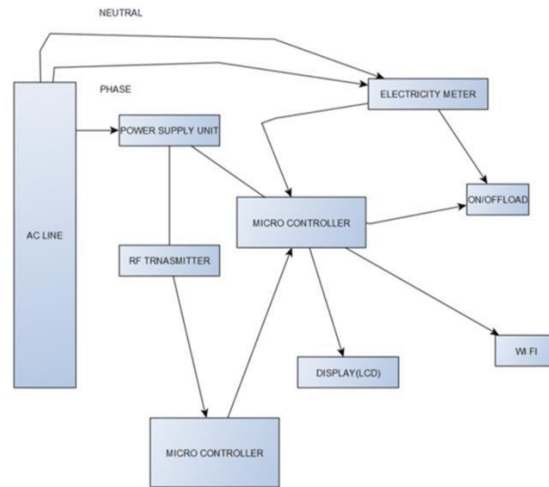 NEUTRAL
PHASE
ELECTRICITY METER
POWER SUPPLY UNIT
ON/OFFLOAD
AC LINE
MICRO CONTROLLER
RF TRNASMITTER
WI FI
DISPLAY(LCD)
MICRO CONTROLLER